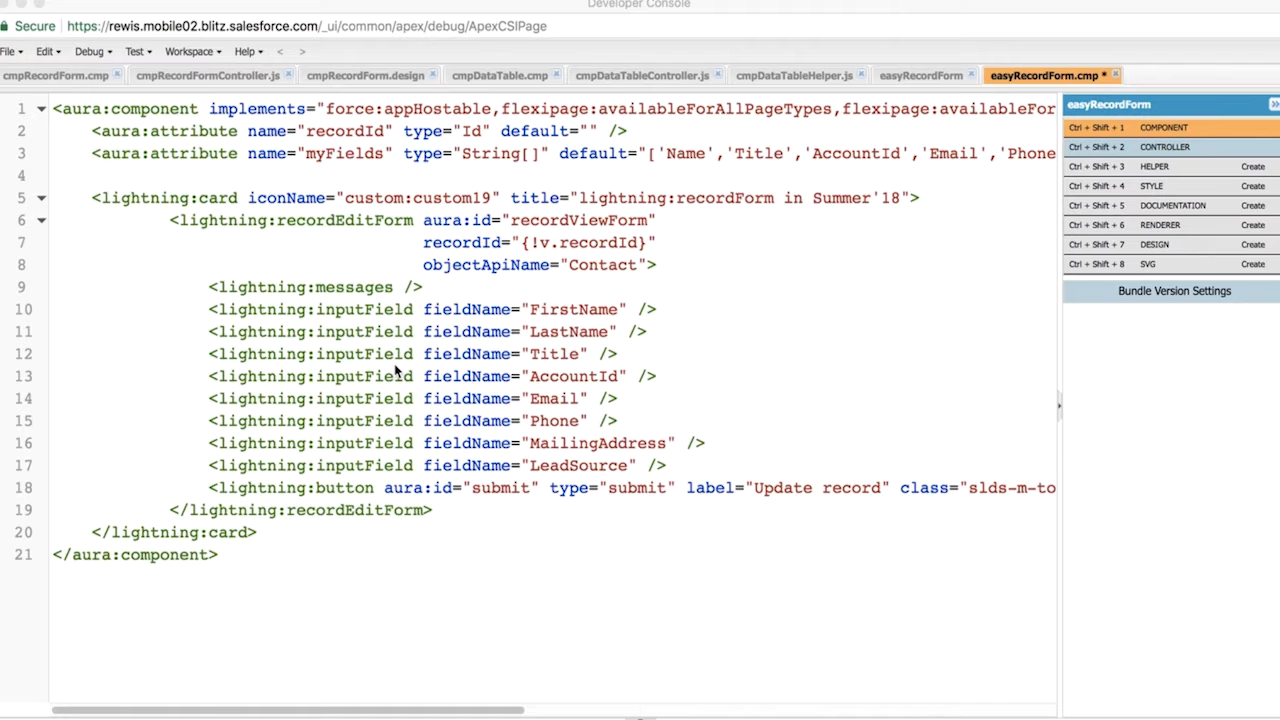 Developer Console
Secure https://rewis.mobile02.blitz.salesforce.com/_ui/common/apex/debug/ApexCSIPage
File Edit Debug Test Workspace Help < >
cmpRecordForm.cmp cmpRecordFormController.js cmpRecordForm.design cmpDataTable.cmp cmpDataTableController.js cmpDataTableHelper.js easyRecordForm easyRecordForm.cmp *
1 <aura:component implements="force:appHostable,flexipage:availableForAllPageTypes,flexipage:availableFor
2 <aura:attribute name="recordId" type="Id" default="" />
3 <aura:attribute name="myFields" type="String[]" default="['Name','Title','AccountId','Email','Phone
4
5 <lightning:card iconName="custom:custom19" title="lightning:recordForm in Summer'18">
6 <lightning:recordEditForm aura:id="recordViewForm"
7 recordId="{!v.recordId}"
8 objectApiName="Contact">
9 <lightning:messages />
10 <lightning:inputField fieldName="FirstName" />
11 <lightning:inputField fieldName="LastName" />
12 <lightning:inputField fieldName="Title" />
13 <lightning:inputField fieldName="AccountId" />
14 <lightning:inputField fieldName="Email" />
15 <lightning:inputField fieldName="Phone" />
16 <lightning:inputField fieldName="MailingAddress" />
17 <lightning:inputField fieldName="LeadSource" />
18 <lightning:button aura:id="submit" type="submit" label="Update record" class="slds-m-to
19 </lightning:recordEditForm>
20 </lightning:card>
21 </aura:component>
easyRecordForm
Ctrl + Shift + 1 COMPONENT
Ctrl + Shift + 2 CONTROLLER
Ctrl + Shift + 3 HELPER Create
Ctrl + Shift + 4 STYLE Create
Ctrl + Shift + 5 DOCUMENTATION Create
Ctrl + Shift + 6 RENDERER Create
Ctrl + Shift + 7 DESIGN Create
Ctrl + Shift + 8 SVG Create
Bundle Version Settings